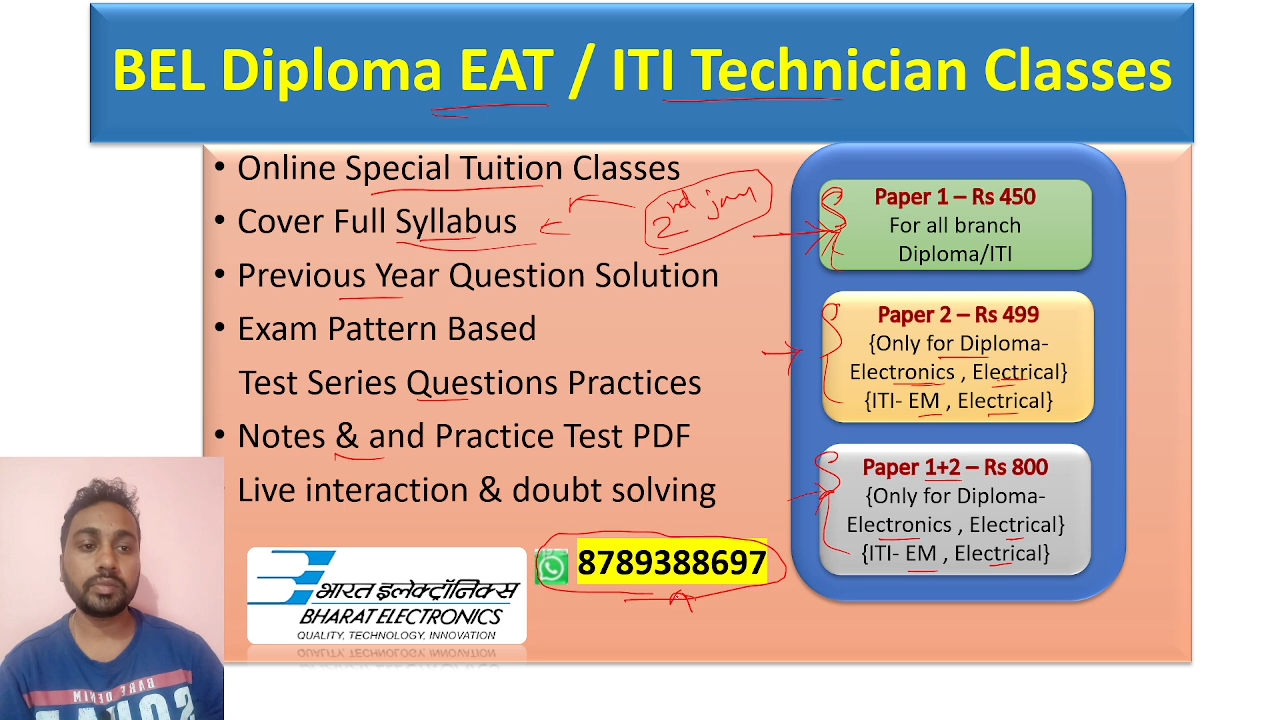 BEL Diploma EAT / ITI Technician Classes
• Online Special Tuition Classes
• Cover Full Syllabus
2nd jan
• Previous Year Question Solution
• Exam Pattern Based
Test Series Questions Practices
• Notes & and Practice Test PDF
Live interaction & doubt solving
Paper 1 – Rs 450
For all branch
Diploma/ITI
Paper 2 – Rs 499
{Only for Diploma-
Electronics , Electrical}
{ITI- EM , Electrical}
Paper 1+2 – Rs 800
{Only for Diploma-
Electronics , Electrical}
{ITI- EM , Electrical}
8789388697
भारत इलेक्ट्रॉनिक्स
BHARAT ELECTRONICS
QUALITY, TECHNOLOGY, INNOVATION
BARE DENIM